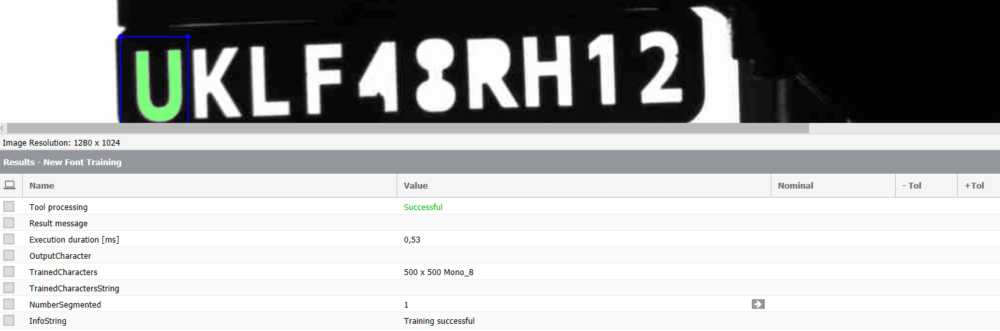 UKLF48RH12
Image Resolution: 1280 x 1024
Results - New Font Training
Name Value Nominal - Tol +Tol
Tool processing Successful
Result message
Execution duration [ms] 0,53
OutputCharacter
TrainedCharacters 500 x 500 Mono_8
TrainedCharactersString
NumberSegmented 1
InfoString Training successful